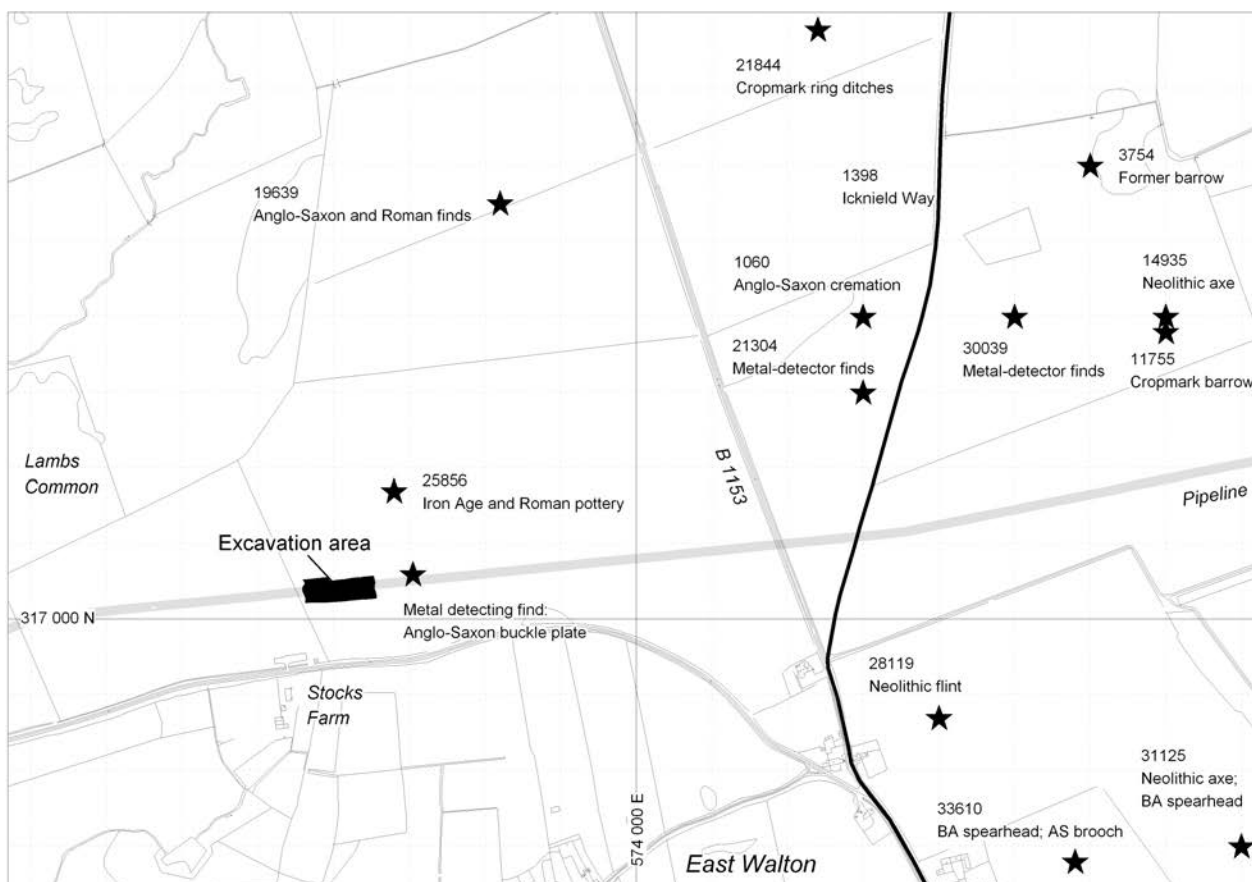 21844
Cropmark ring ditches
3754
Former barrow
19639
Anglo-Saxon and Roman finds
1398
Icknield Way
1060
Anglo-Saxon cremation
14935
Neolithic axe
21304
Metal-detector finds
30039
Metal-detector finds
11755
Cropmark barrow
Lambs
Common
25856
Iron Age and Roman pottery
B 1153
Pipeline
Excavation area
Metal detecting find:
Anglo-Saxon buckle plate
317 000 N
Stocks
Farm
28119
Neolithic flint
31125
Neolithic axe;
BA spearhead
33610
BA spearhead; AS brooch
574 000 E
East Walton